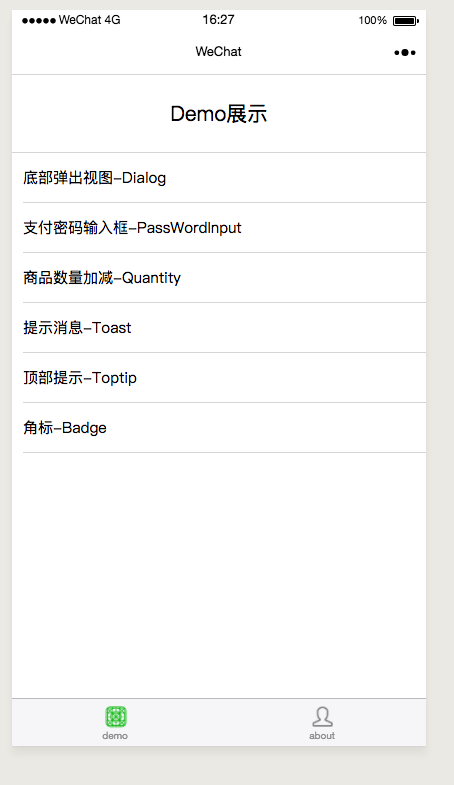 WeChat 4G 16:27 100%
WeChat
Demo展示
底部弹出视图-Dialog
支付密码输入框-PassWordInput
商品数量加减-Quantity
提示消息-Toast
顶部提示-Toptip
角标-Badge
demo about